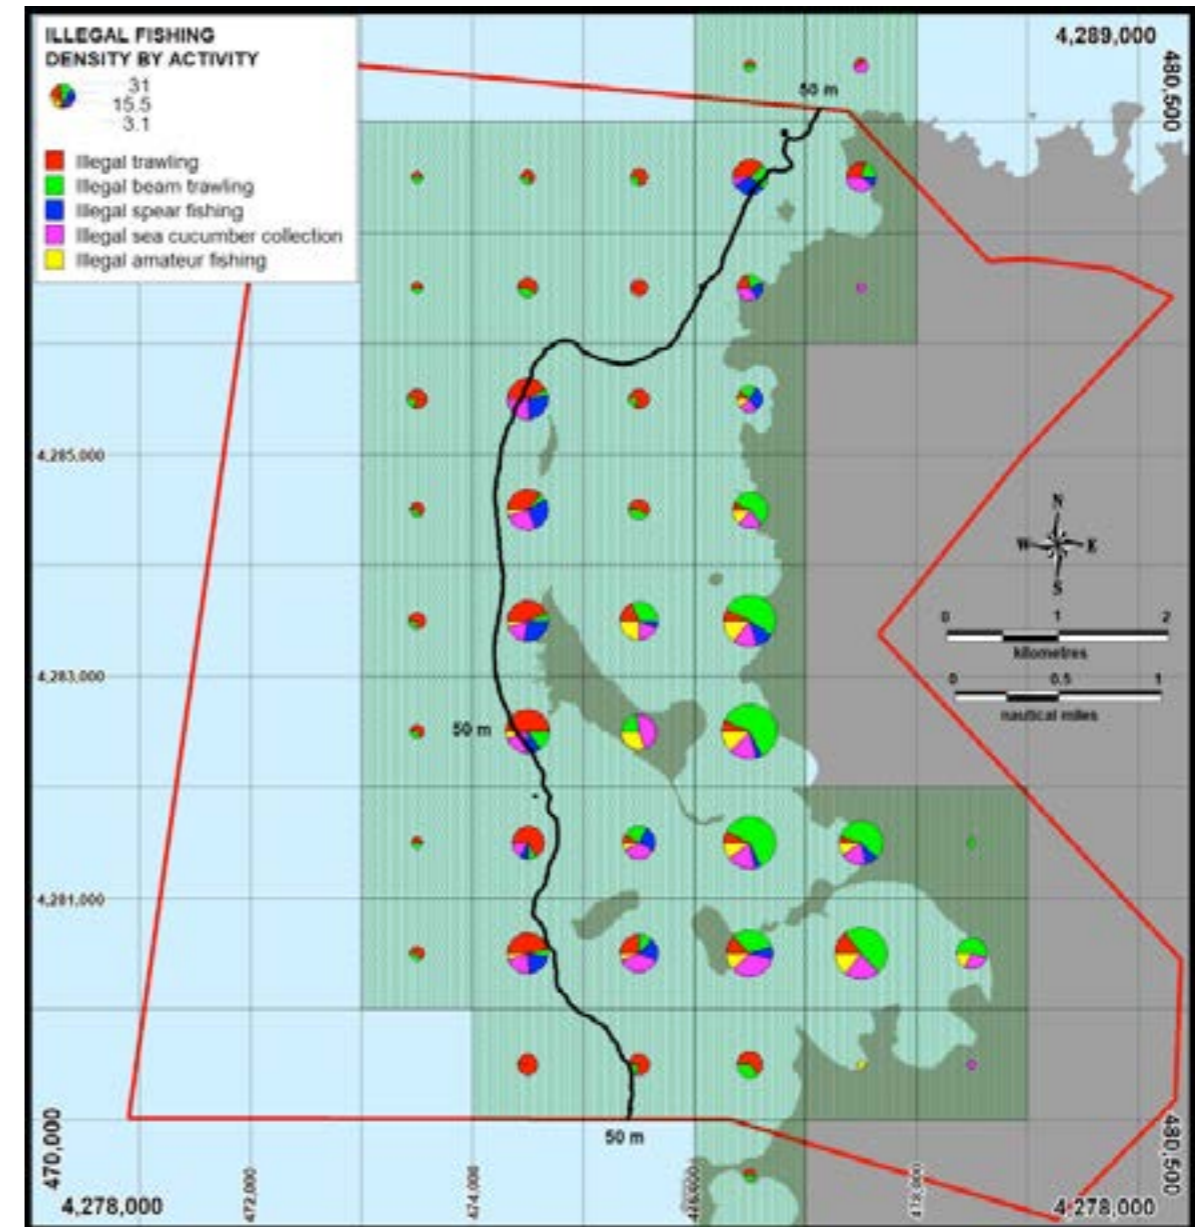 ILLEGAL FISHING
DENSITY BY ACTIVITY
31
15.5
3.1
Illegal trawling
Illegal beam trawling
Illegal spear fishing
Illegal sea cucumber collection
Illegal amateur fishing
4,289,000
480,500
50 m
4,285,000
N
W E
S
0 1 2
kilometres
4,283,000
0 0.5 1
nautical miles
50 m
4,281,000
50 m
470,000
472,000
474,000
478,000
480,500
4,278,000
4,278,000